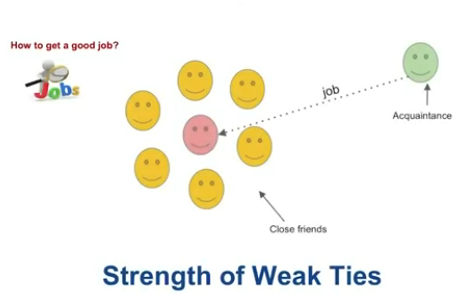 How to get a good job?
Jobs
job
Acquaintance
Close friends
Strength of Weak Ties